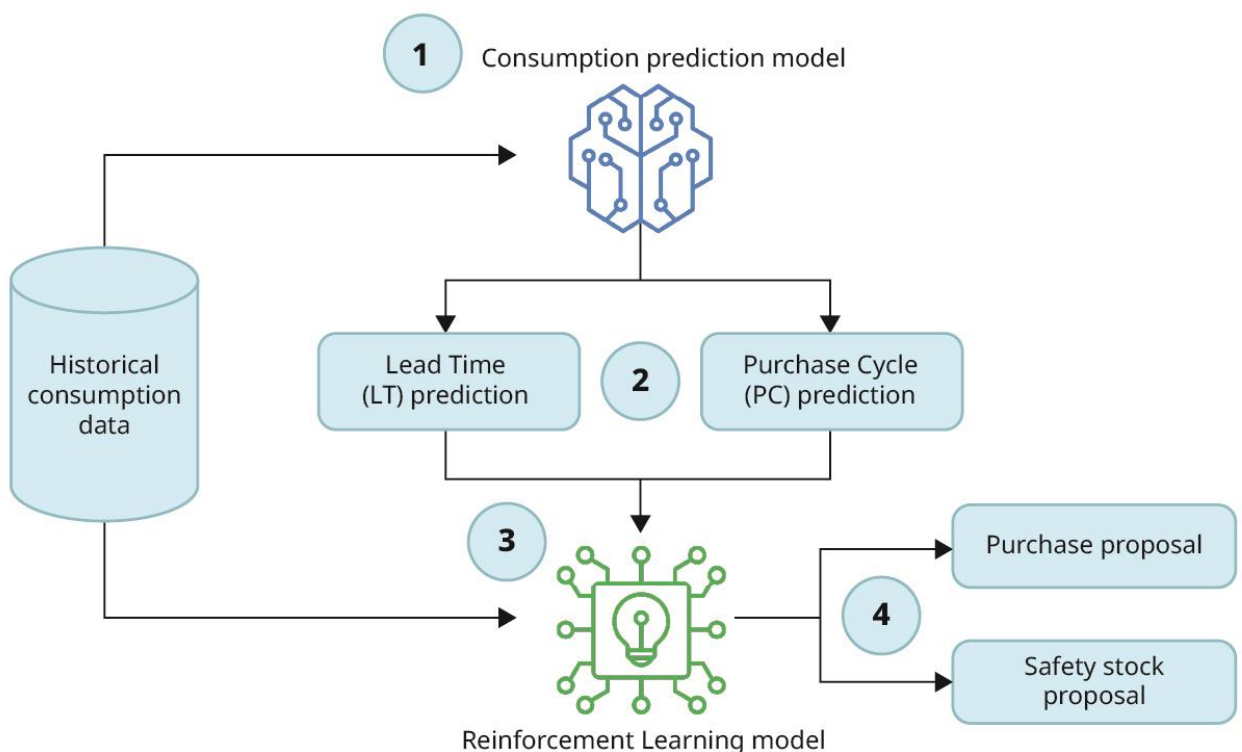 1
Consumption prediction model
Historical
consumption
data
Lead Time
(LT) prediction
2
Purchase Cycle
(PC) prediction
3
Reinforcement Learning model
4
Purchase proposal
Safety stock
proposal